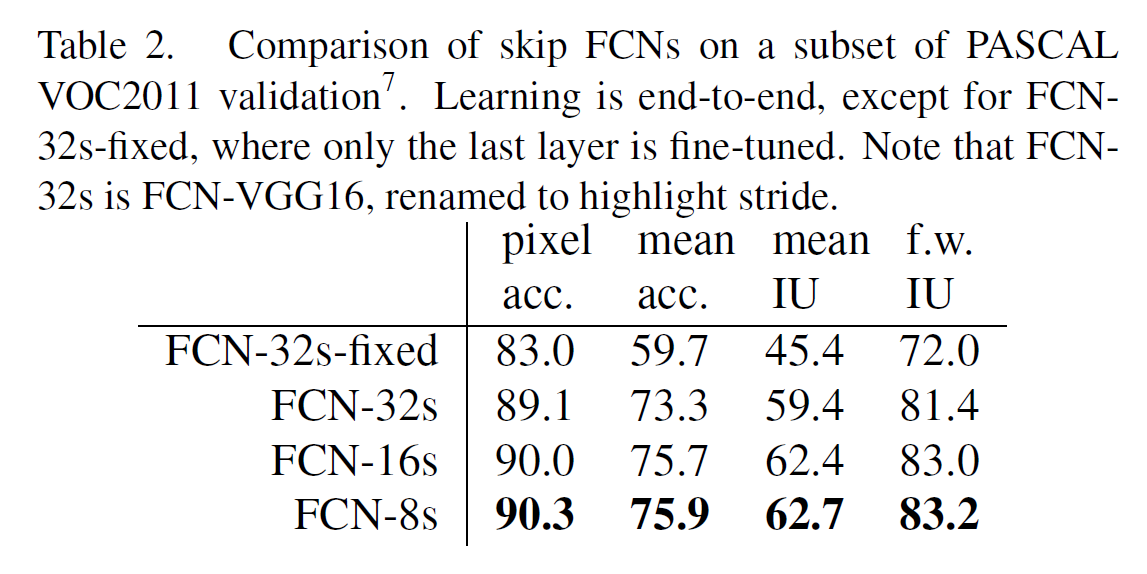 Table 2. Comparison of skip FCNs on a subset of PASCAL
VOC2011 validation7. Learning is end-to-end, except for FCN-
32s-fixed, where only the last layer is fine-tuned. Note that FCN-
32s is FCN-VGG16, renamed to highlight stride.
pixel mean mean f.w.
acc. acc. IU IU
FCN-32s-fixed 83.0 59.7 45.4 72.0
FCN-32s 89.1 73.3 59.4 81.4
FCN-16s 90.0 75.7 62.4 83.0
FCN-8s 90.3 75.9 62.7 83.2